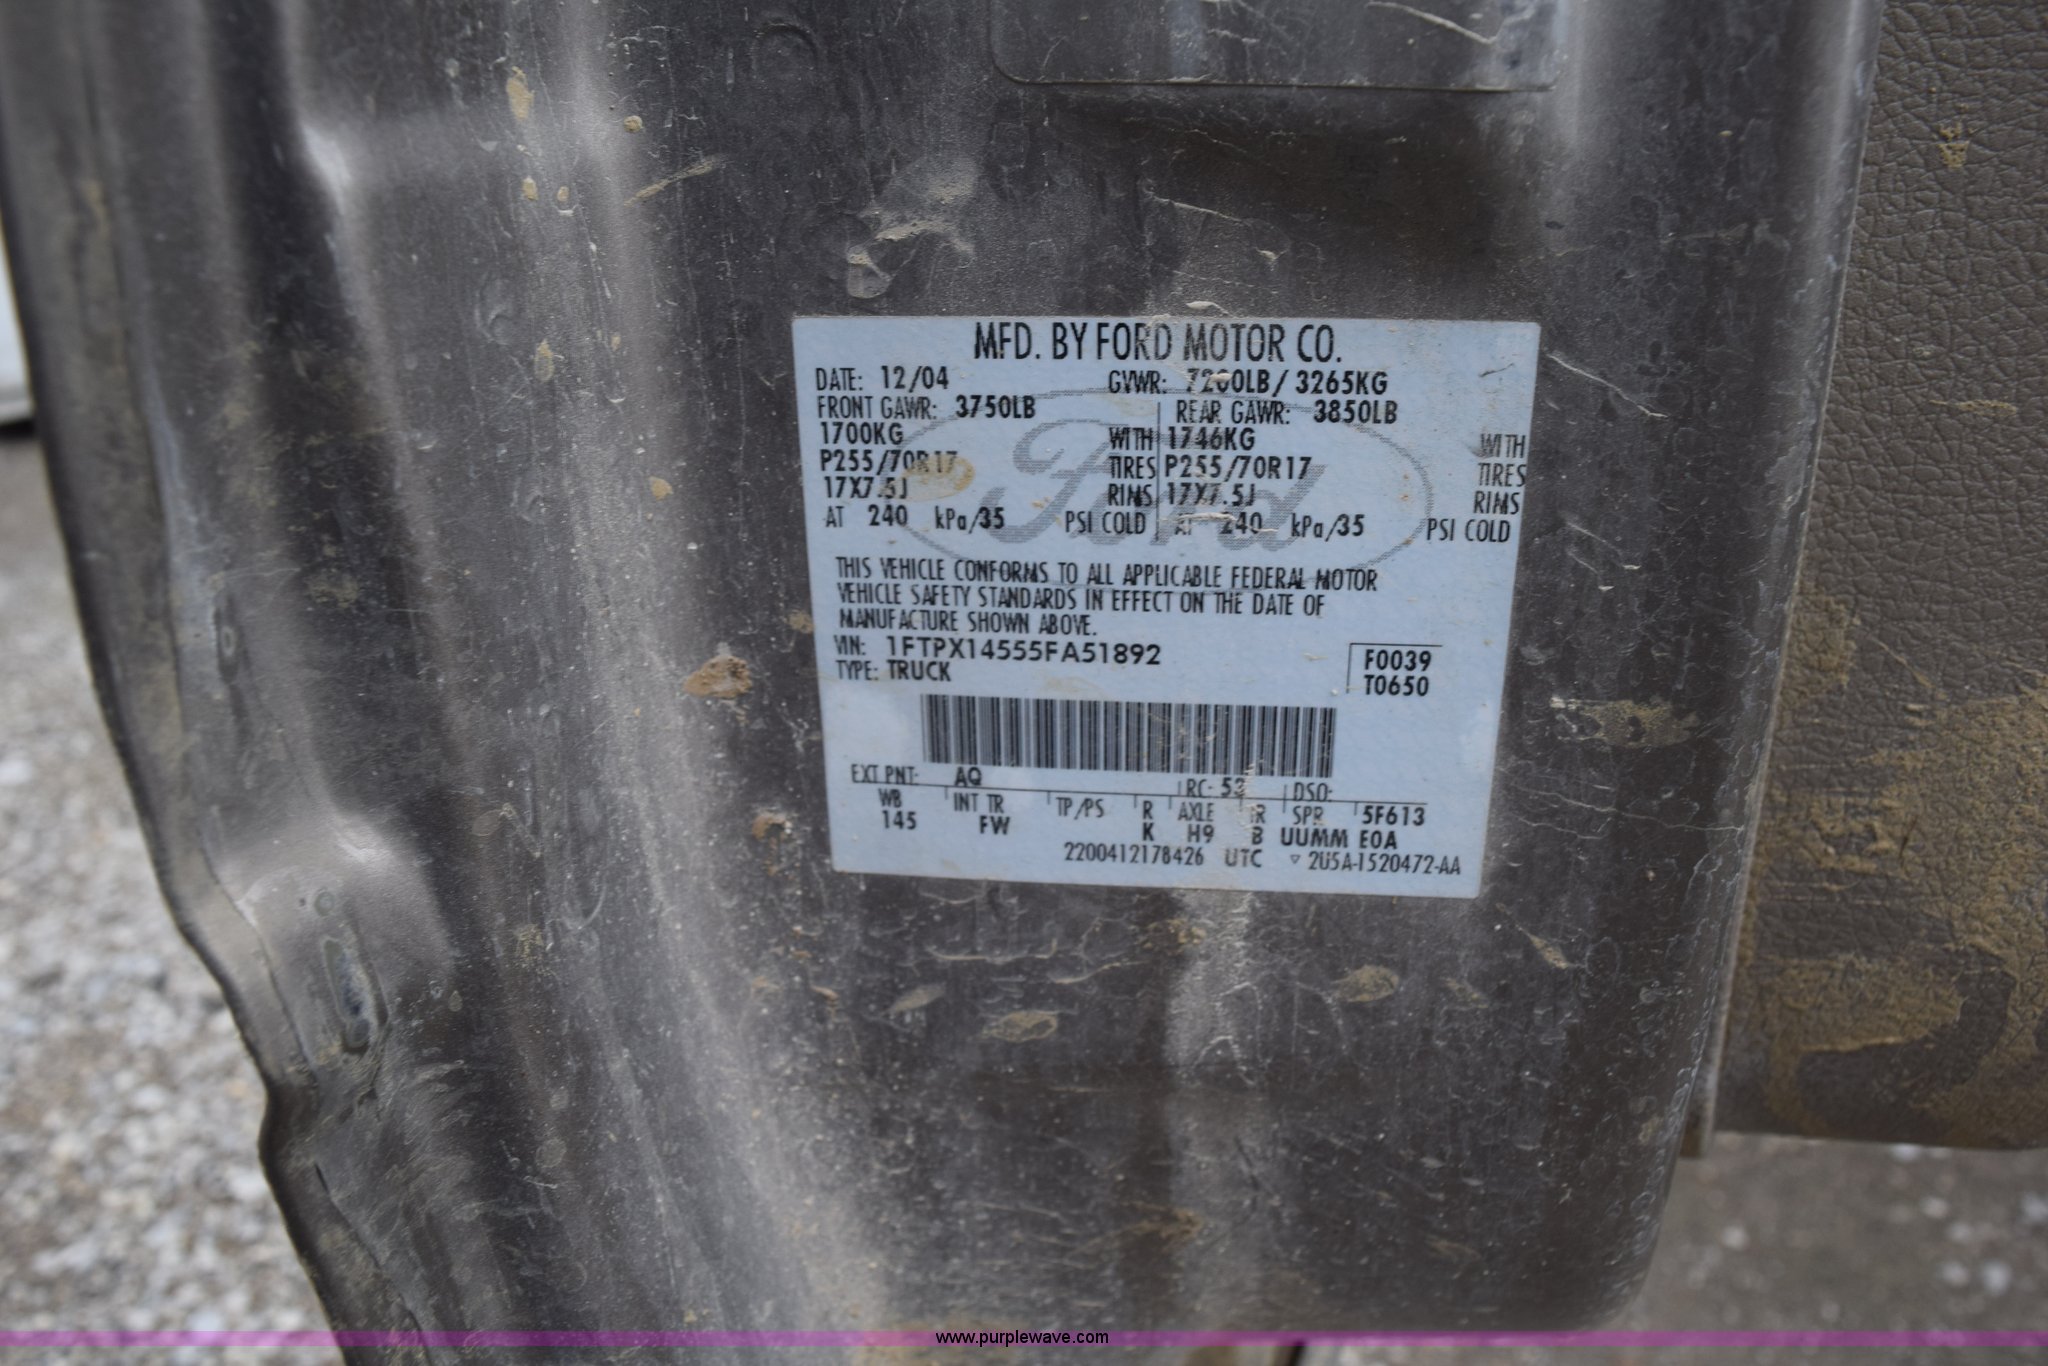 MFD. BY FORD MOTOR CO.
DATE: 12/04 GVWR: 7200LB/ 3265KG
FRONT GAWR: 3750LB REAR GAWR: 3850LB
1700KG WITH 1746KG WITH
P255/70R17 TIRES P255/70R17 TIRES
17X7.5J RIMS 17X7.5J RIMS
AT 240 kPa/35 PSI COLD AT 240 kPa/35 PSI COLD
Ford
THIS VEHICLE CONFORMS TO ALL APPLICABLE FEDERAL MOTOR
VEHICLE SAFETY STANDARDS IN EFFECT ON THE DATE OF
MANUFACTURE SHOWN ABOVE.
VIN: 1FTPX14555FA51892 F0039
TYPE: TRUCK T0650
EXT PNT: AQ RC: 53 DSO:
WB INT TR TP/PS R AXLE TR SPR 5F613
145 FW K H9 B UUMM E0A
2200412178426 UTC ▽ 2U5A-1520472-AA
www.purplewave.com